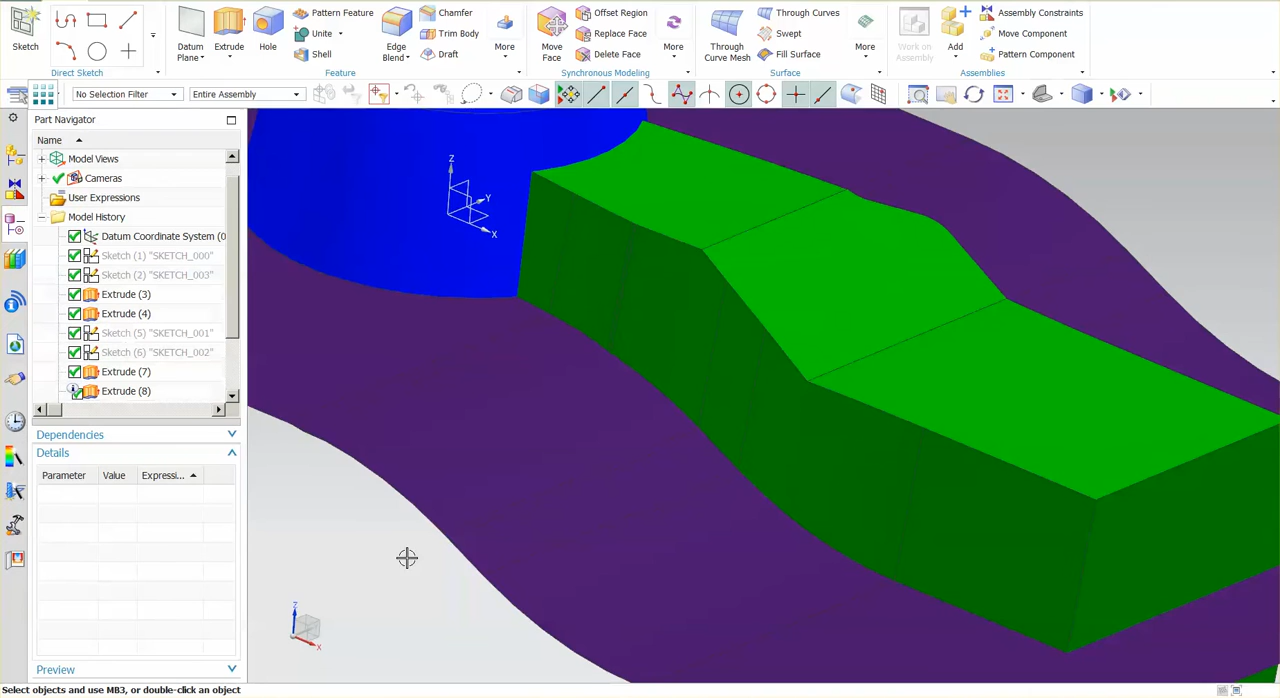 Sketch
Direct Sketch
Datum Plane
Extrude
Hole
Pattern Feature
Unite
Shell
Edge Blend
Chamfer
Trim Body
Draft
More
Feature
Move Face
Offset Region
Replace Face
Delete Face
More
Synchronous Modeling
Through Curve Mesh
Through Curves
Swept
Fill Surface
More
Surface
Work on Assembly
Add
Assembly Constraints
Move Component
Pattern Component
Assemblies
No Selection Filter
Entire Assembly
Part Navigator
Name
Model Views
Cameras
User Expressions
Model History
Datum Coordinate System (0
Sketch (1) "SKETCH_000"
Sketch (2) "SKETCH_003"
Extrude (3)
Extrude (4)
Sketch (5) "SKETCH_001"
Sketch (6) "SKETCH_002"
Extrude (7)
Extrude (8)
Dependencies
Details
Parameter Value Expressi...
Preview
Z
Y
X
Z
X
Select objects and use MB3, or double-click an object